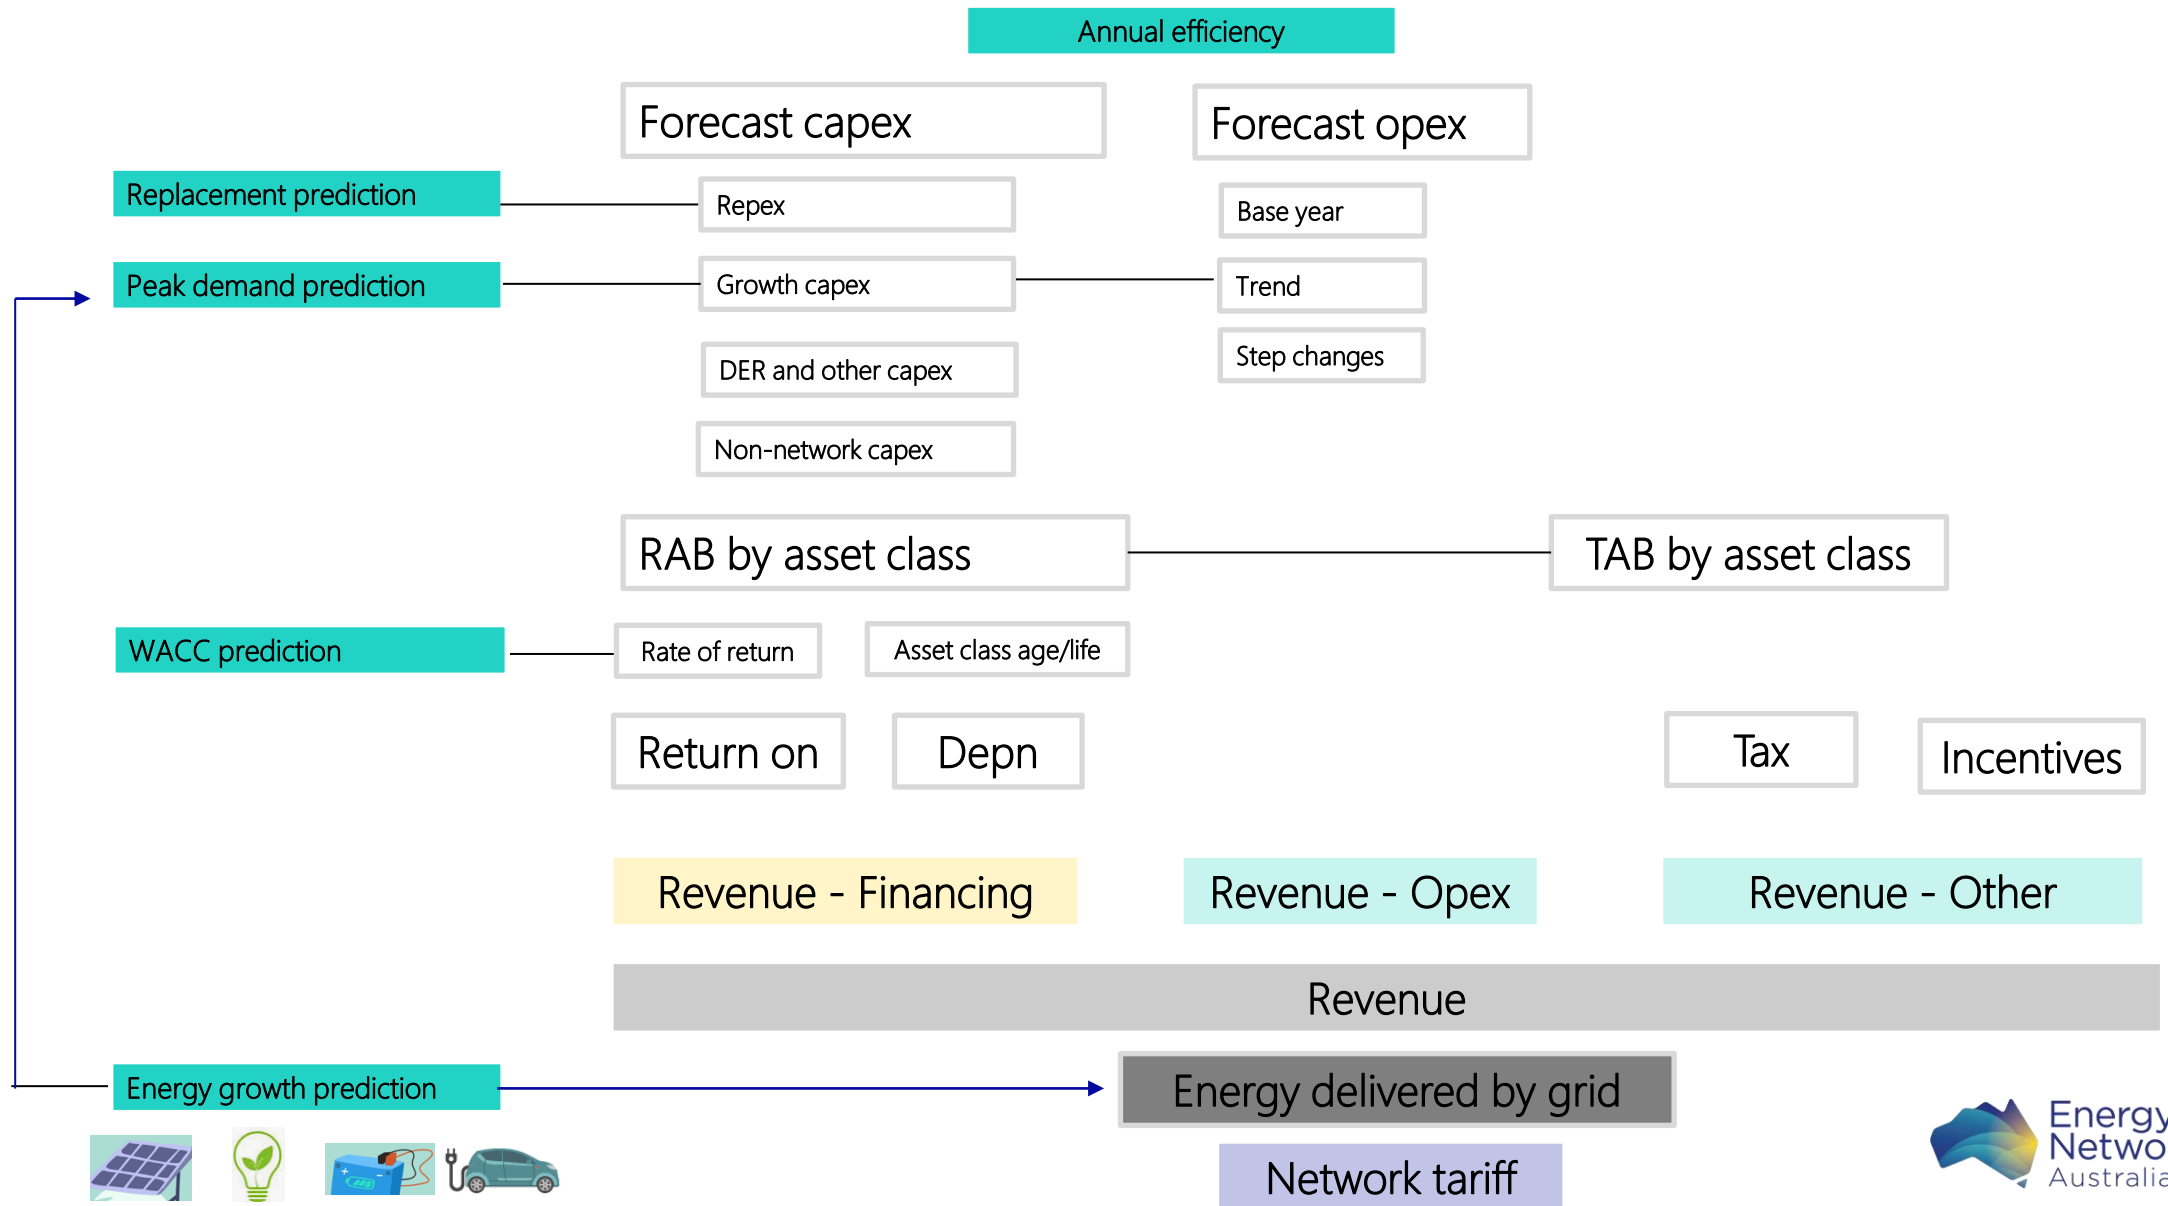 Annual efficiency
Forecast capex
Forecast opex
Replacement prediction
Repex
Base year
Peak demand prediction
Growth capex
Trend
DER and other capex
Step changes
Non-network capex
RAB by asset class
TAB by asset class
WACC prediction
Rate of return
Asset class age/life
Return on
Depn
Tax
Incentives
Revenue - Financing
Revenue - Opex
Revenue - Other
Revenue
Energy growth prediction
Energy delivered by grid
Network tariff
Energy
Netwo
Australia